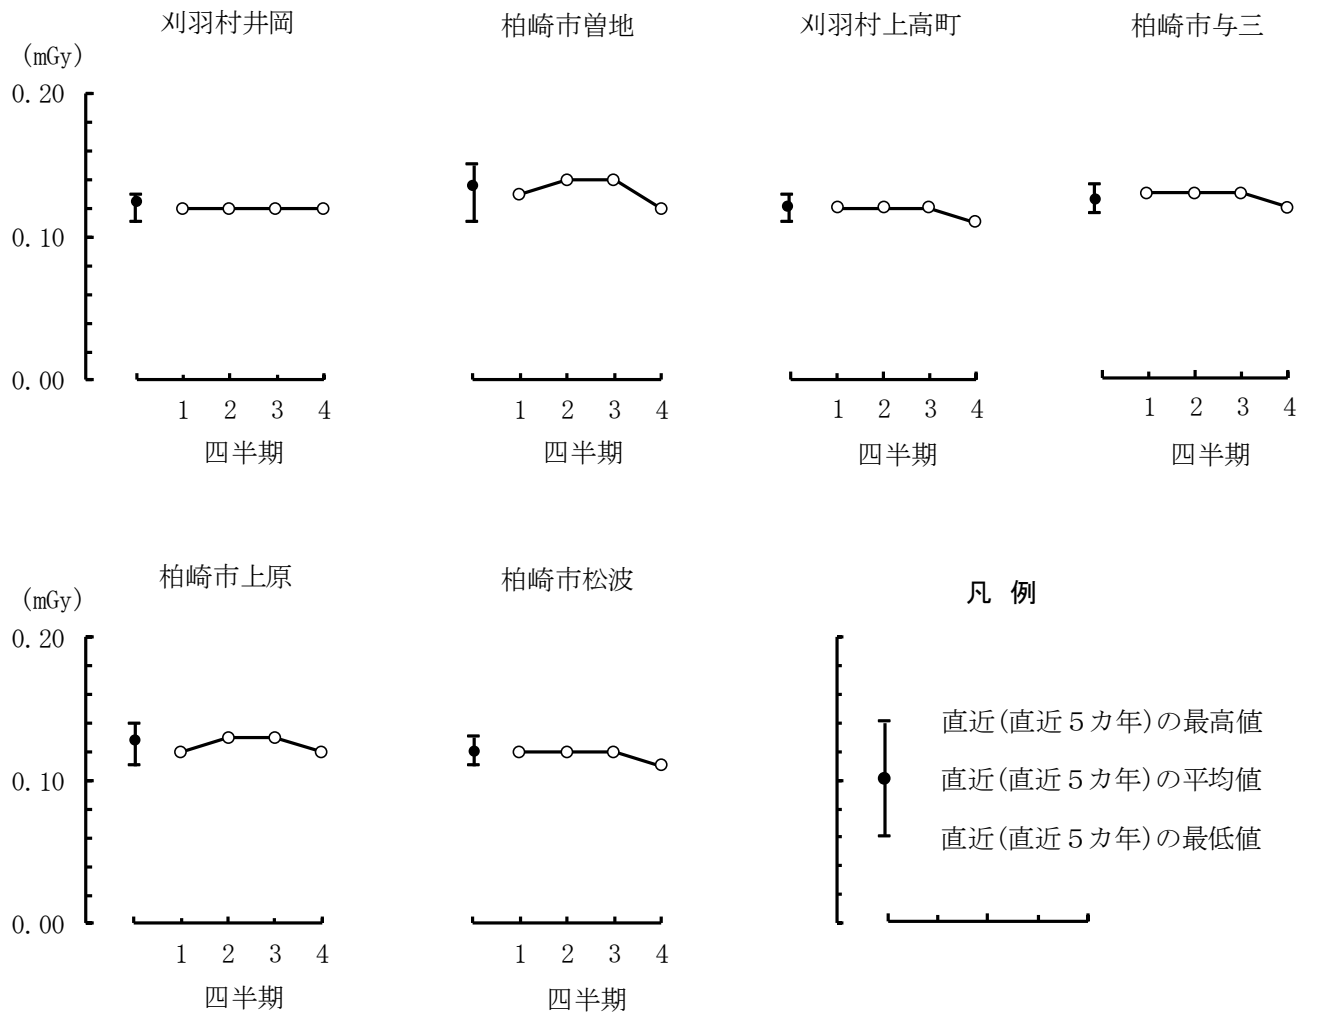 刈羽村井岡
柏崎市曽地
刈羽村上高町
柏崎市与三
(mGy)
0.20
0.10
0.00
1 2 3 4
1 2 3 4
1 2 3 4
1 2 3 4
四半期
四半期
四半期
四半期
柏崎市上原
柏崎市松波
凡 例
(mGy)
0.20
0.10
0.00
直近(直近５カ年)の最高値
直近(直近５カ年)の平均値
直近(直近５カ年)の最低値
1 2 3 4
1 2 3 4
四半期
四半期